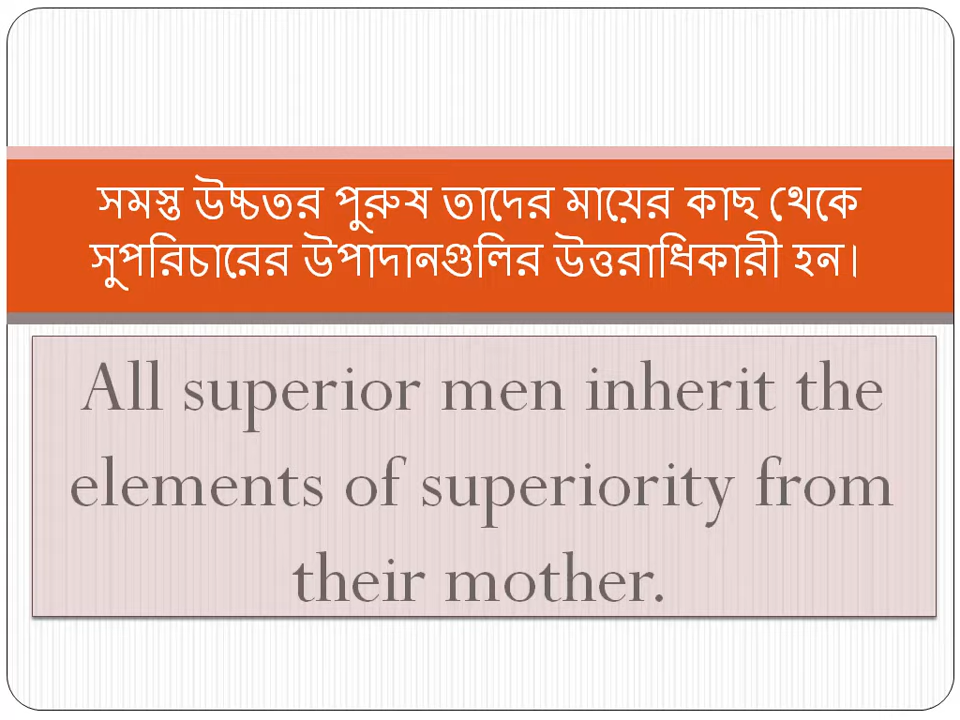 সমস্ত উচ্চতর পুরুষ তাদের মায়ের কাছ থেকে
সুপরিচারের উপাদানগুলির উত্তরাধিকারী হন।
All superior men inherit the
elements of superiority from
their mother.